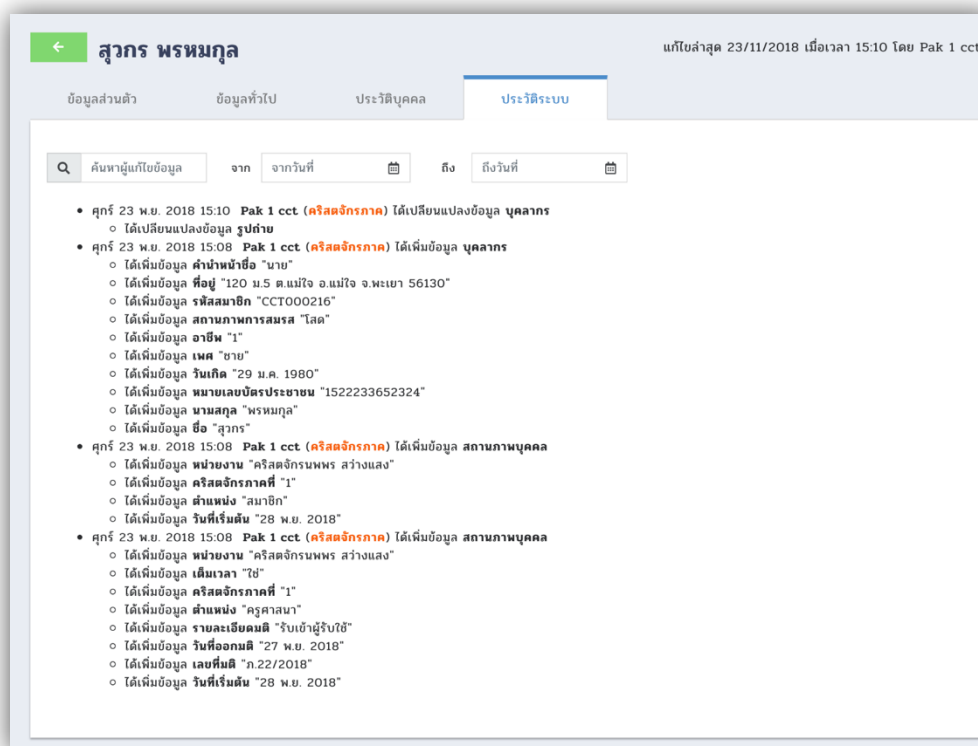 สุวกร พรหมกุล
แก้ไขล่าสุด 23/11/2018 เมื่อเวลา 15:10 โดย Pak 1 cct
ข้อมูลส่วนตัว ข้อมูลทั่วไป ประวัติบุคคล ประวัติระบบ
ค้นหาผู้แก้ไขข้อมูล จาก จากวันที่ ถึง ถึงวันที่
ศุกร์ 23 พ.ย. 2018 15:10 Pak 1 cct (คริสตจักรภาค) ได้เปลี่ยนแปลงข้อมูล บุคลากร
ได้เปลี่ยนแปลงข้อมูล รูปถ่าย
ศุกร์ 23 พ.ย. 2018 15:08 Pak 1 cct (คริสตจักรภาค) ได้เพิ่มข้อมูล บุคลากร
ได้เพิ่มข้อมูล คำนำหน้าชื่อ "นาย"
ได้เพิ่มข้อมูล ที่อยู่ "120 ม.5 ต.แม่ใจ อ.แม่ใจ จ.พะเยา 56130"
ได้เพิ่มข้อมูล รหัสสมาชิก "CCT000216"
ได้เพิ่มข้อมูล สถานภาพการสมรส "โสด"
ได้เพิ่มข้อมูล อาชีพ "1"
ได้เพิ่มข้อมูล เพศ "ชาย"
ได้เพิ่มข้อมูล วันเกิด "29 ม.ค. 1980"
ได้เพิ่มข้อมูล หมายเลขบัตรประชาชน "1522233652324"
ได้เพิ่มข้อมูล นามสกุล "พรหมกุล"
ได้เพิ่มข้อมูล ชื่อ "สุวกร"
ศุกร์ 23 พ.ย. 2018 15:08 Pak 1 cct (คริสตจักรภาค) ได้เพิ่มข้อมูล สถานภาพบุคคล
ได้เพิ่มข้อมูล หน่วยงาน "คริสตจักรนพพร สว่างแสง"
ได้เพิ่มข้อมูล คริสตจักรภาคที่ "1"
ได้เพิ่มข้อมูล ตำแหน่ง "สมาชิก"
ได้เพิ่มข้อมูล วันที่เริ่มต้น "28 พ.ย. 2018"
ศุกร์ 23 พ.ย. 2018 15:08 Pak 1 cct (คริสตจักรภาค) ได้เพิ่มข้อมูล สถานภาพบุคคล
ได้เพิ่มข้อมูล หน่วยงาน "คริสตจักรนพพร สว่างแสง"
ได้เพิ่มข้อมูล เต็มเวลา "ใช่"
ได้เพิ่มข้อมูล คริสตจักรภาคที่ "1"
ได้เพิ่มข้อมูล ตำแหน่ง "ครูศาสนา"
ได้เพิ่มข้อมูล รายละเอียดมติ "รับเข้าผู้รับใช้"
ได้เพิ่มข้อมูล วันที่ออกมติ "27 พ.ย. 2018"
ได้เพิ่มข้อมูล เลขที่มติ "ภ.22/2018"
ได้เพิ่มข้อมูล วันที่เริ่มต้น "28 พ.ย. 2018"